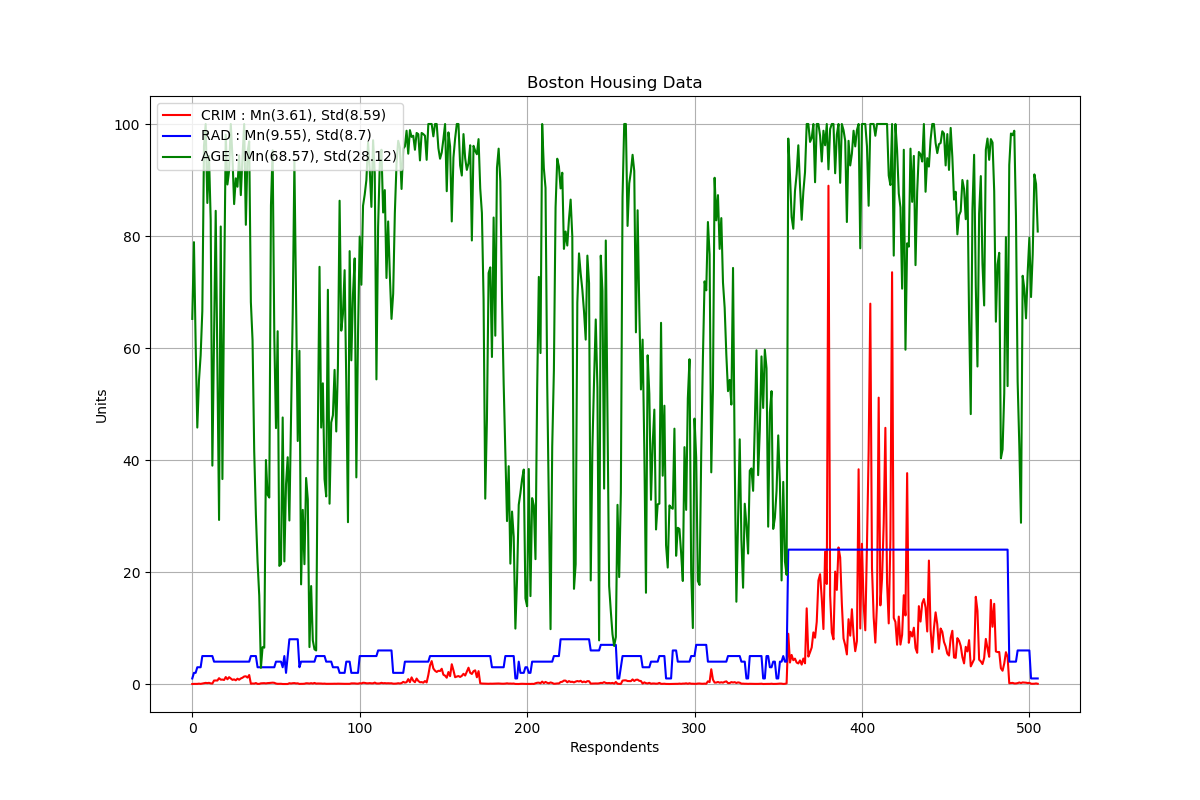 Boston Housing Data
CRIM : Mn(3.61), Std(8.59)
RAD : Mn(9.55), Std(8.7)
AGE : Mn(68.57), Std(28.12)
100
80
60
40
20
0
Units
0 100 200 300 400 500
Respondents